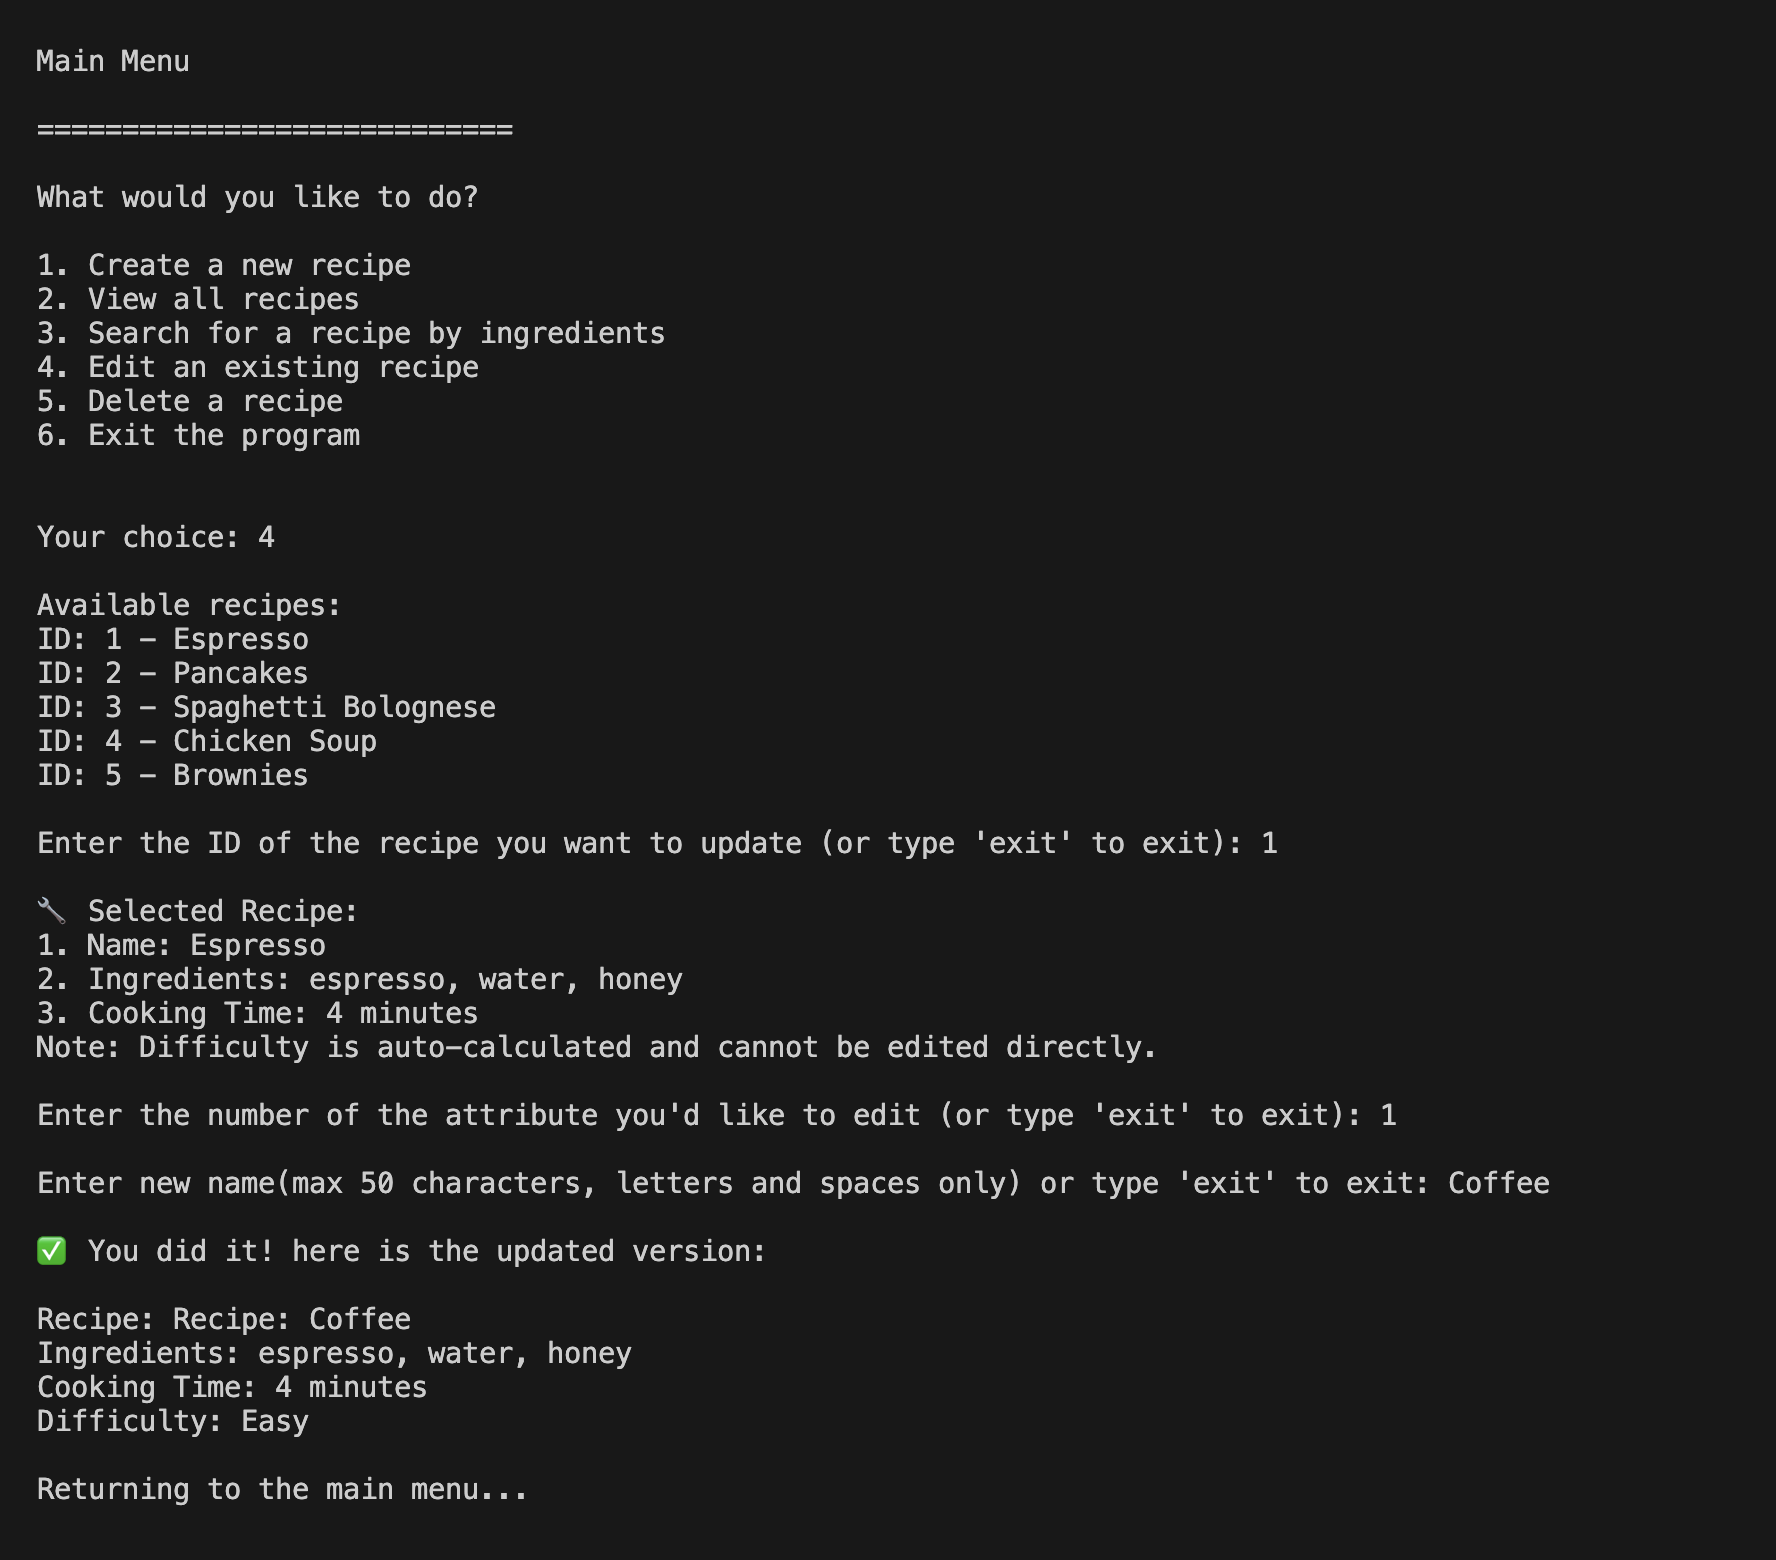 Main Menu
============================
What would you like to do?
1. Create a new recipe
2. View all recipes
3. Search for a recipe by ingredients
4. Edit an existing recipe
5. Delete a recipe
6. Exit the program
Your choice: 4
Available recipes:
ID: 1 - Espresso
ID: 2 - Pancakes
ID: 3 - Spaghetti Bolognese
ID: 4 - Chicken Soup
ID: 5 - Brownies
Enter the ID of the recipe you want to update (or type 'exit' to exit): 1
🔧 Selected Recipe:
1. Name: Espresso
2. Ingredients: espresso, water, honey
3. Cooking Time: 4 minutes
Note: Difficulty is auto-calculated and cannot be edited directly.
Enter the number of the attribute you'd like to edit (or type 'exit' to exit): 1
Enter new name(max 50 characters, letters and spaces only) or type 'exit' to exit: Coffee
✅ You did it! here is the updated version:
Recipe: Recipe: Coffee
Ingredients: espresso, water, honey
Cooking Time: 4 minutes
Difficulty: Easy
Returning to the main menu...